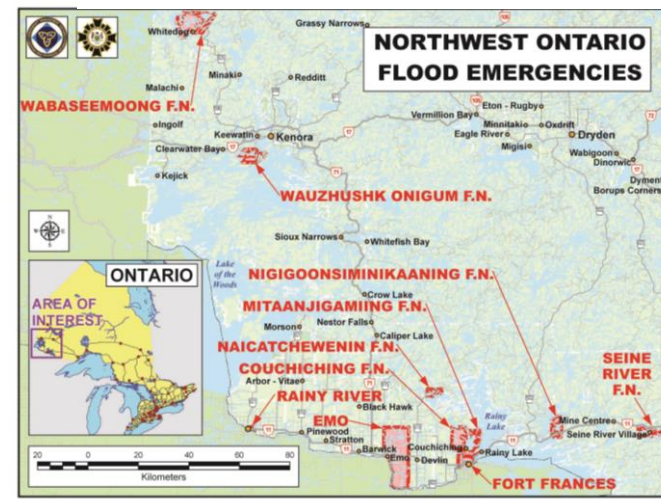 NORTHWEST ONTARIO
FLOOD EMERGENCIES
Grassy Narrows
Whitedog
Minaki
Redditt
WABASEEMOONG F.N.
Malachi
Ingolf
Keewatin
Kenora
Clearwater Bay
Kejick
WAUZHUSHK ONIGUM F.N.
Eton - Rugby
Vermillion Bay
Minnitaki
Oxdrift
Eagle River
Dryden
Migisi
Wabigoon
Dinorwic
Dyment
Borups Corners
Sioux Narrows
Whitefish Bay
Lake
of the
Woods
NIGIGOONSIMINIKAANING F.N.
MITAANJIGAMIING F.N.
Crow Lake
Nestor Falls
Morson
Caliper Lake
NAICATCHEWENIN F.N.
COUCHICHING F.N.
Arbor - Vitae
RAINY RIVER
Black Hawk
EMO
Rainy
Lake
SEINE
RIVER
F.N.
Mine Centre
Seine River Village
Pinewood
Stratton
Barwick
Emo
Devlin
Couchiching
Rainy Lake
FORT FRANCES
ONTARIO
AREA OF
INTEREST
20 0 20 40 60 80
Kilometers